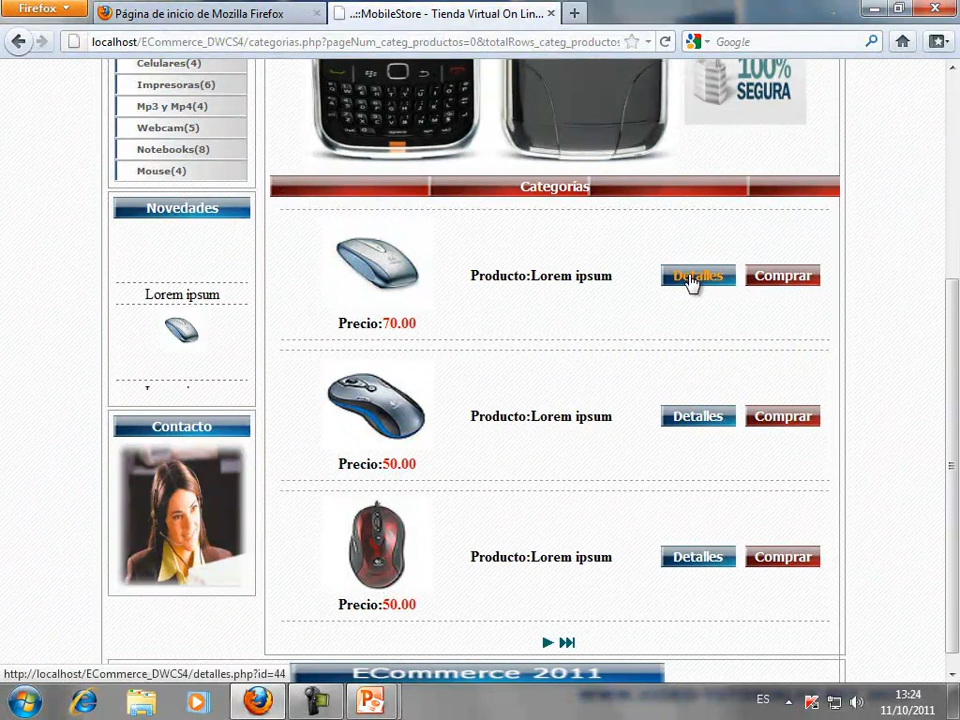 Firefox
Página de inicio de Mozilla Firefox
..::MobileStore - Tienda Virtual On Lin...
localhost/ECommerce_DWCS4/categorias.php?pageNum_categ_productos=0&totalRows_categ_productos
Google
Celulares(4)
Impresoras(6)
Mp3 y Mp4(4)
Webcam(5)
Notebooks(8)
Mouse(4)
100%
SEGURA
Categorías
Novedades
Lorem ipsum
Producto:Lorem ipsum
Detalles
Comprar
Precio:70.00
Producto:Lorem ipsum
Detalles
Comprar
Precio:50.00
Contacto
Producto:Lorem ipsum
Detalles
Comprar
Precio:50.00
http://localhost/ECommerce_DWCS4/detalles.php?id=44
ECommerce 2011
ES
13:24
11/10/2011